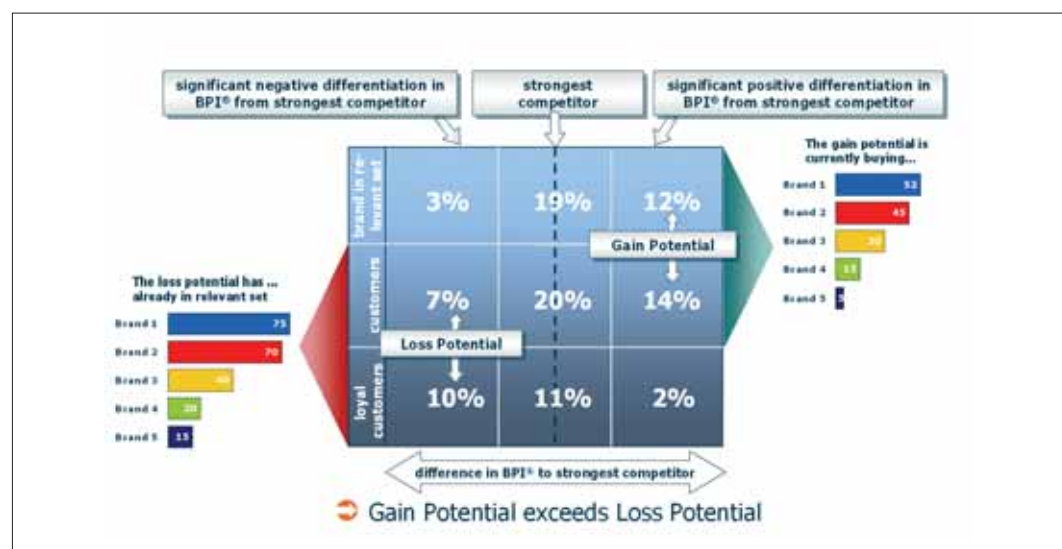 significant negative differentiation in
BPI® from strongest competitor
strongest
competitor
significant positive differentiation in
BPI® from strongest competitor
The gain potential is
currently buying...
Brand 1
52
Brand 2
45
Brand 3
30
Brand 4
15
Brand 5
brand in re-
levant set
3%
19%
12%
Gain Potential
customers
7%
20%
14%
Loss Potential
loyal
customers
10%
11%
2%
The loss potential has ...
already in relevant set
Brand 1
75
Brand 2
70
Brand 3
40
Brand 4
20
Brand 5
15
difference in BPI® to strongest competitor
Gain Potential exceeds Loss Potential